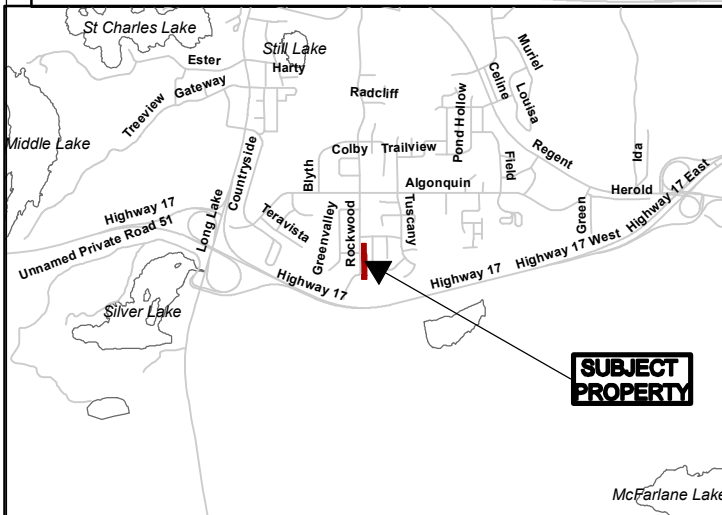 St Charles Lake
Still Lake
Muriel
Ester
Harty
Celine
Gateway
Radcliff
Louisa
Pond Hollow
Treeview
Middle Lake
Colby
Trailview
Regent
Ida
Field
Blyth
Countryside
Algonquin
Herold
Highway 17
Long Lake
Teravista
Greenvalley
Rockwood
Tuscany
Green
Highway 17 East
Unnamed Private Road 51
Highway 17 West
Highway 17
Highway 17
Silver Lake
SUBJECT
PROPERTY
McFarlane Lake